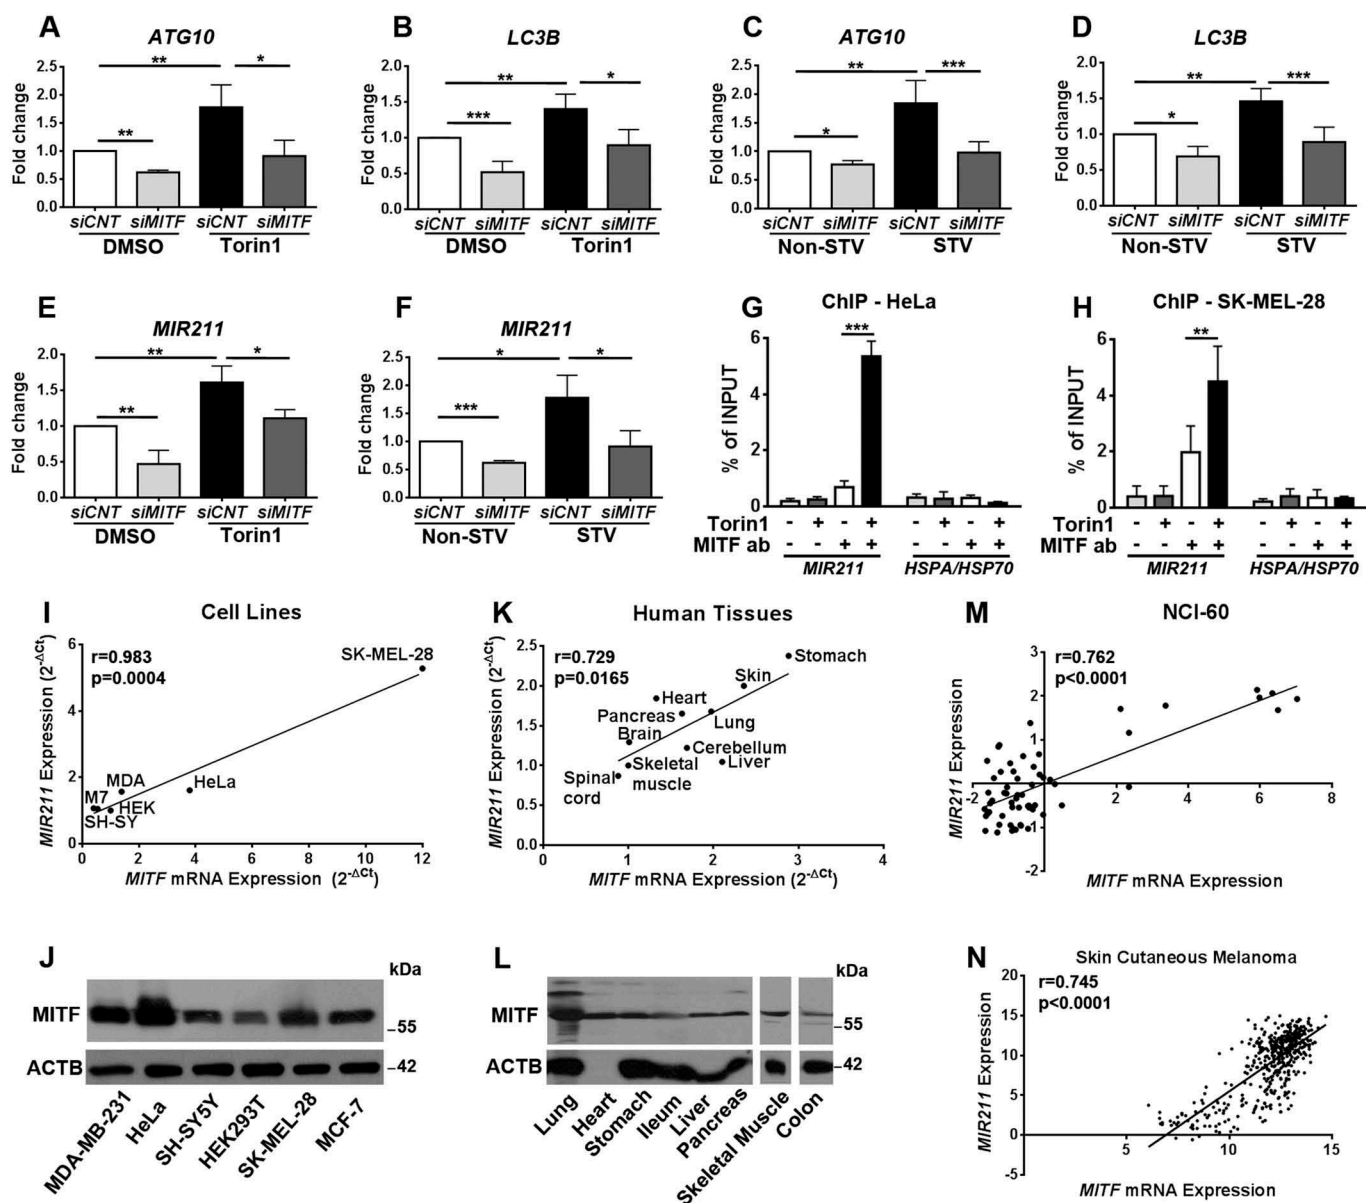 A
ATG10
Fold change
2.5
2.0
1.5
1.0
0.5
0.0
** *
**
siCNT siMITF siCNT siMITF
DMSO Torin1
B
LC3B
Fold change
2.5
2.0
1.5
1.0
0.5
0.0
** *
***
siCNT siMITF siCNT siMITF
DMSO Torin1
C
ATG10
Fold change
2.5
2.0
1.5
1.0
0.5
0.0
** ***
*
siCNT siMITF siCNT siMITF
Non-STV STV
D
LC3B
Fold change
2.0
1.5
1.0
0.5
0.0
** ***
*
siCNT siMITF siCNT siMITF
Non-STV STV
E
MIR211
Fold change
2.0
1.5
1.0
0.5
0.0
** *
**
siCNT siMITF siCNT siMITF
DMSO Torin1
F
MIR211
Fold change
2.5
2.0
1.5
1.0
0.5
0.0
* *
***
siCNT siMITF siCNT siMITF
Non-STV STV
G
ChIP - HeLa
% of INPUT
6
4
2
0
***
Torin1 - + - + - + - +
MITF ab - - + + - - + +
MIR211 HSPA/HSP70
H
ChIP - SK-MEL-28
% of INPUT
6
4
2
0
**
Torin1 - + - + - + - +
MITF ab - - + + - - + +
MIR211 HSPA/HSP70
I
Cell Lines
MIR211 Expression (2-ΔCt)
6
4
2
0
r=0.983
p=0.0004
SK-MEL-28
MDA
HeLa
M7
HEK
SH-SY
0 2 4 6 8 10 12
MITF mRNA Expression (2-ΔCt)
K
Human Tissues
MIR211 Expression (2-ΔCt)
2.5
2.0
1.5
1.0
0.5
0.0
r=0.729
p=0.0165
Stomach
Skin
Heart
Pancreas
Lung
Brain
Cerebellum
Liver
Skeletal
muscle
Spinal
cord
0 1 2 3 4
MITF mRNA Expression (2-ΔCt)
M
NCI-60
MIR211 Expression
r=0.762
p<0.0001
3
2
1
-1
-2
-2 0 2 4 6 8
MITF mRNA Expression
J
kDa
MITF
55
ACTB
42
MDA-MB-231
HeLa
SH-SY5Y
HEK293T
SK-MEL-28
MCF-7
L
kDa
MITF
55
ACTB
42
Lung
Heart
Stomach
Ileum
Liver
Pancreas
Skeletal Muscle
Colon
N
Skin Cutaneous Melanoma
MIR211 Expression
r=0.745
p<0.0001
20
15
10
5
0
-5
5 10 15
MITF mRNA Expression